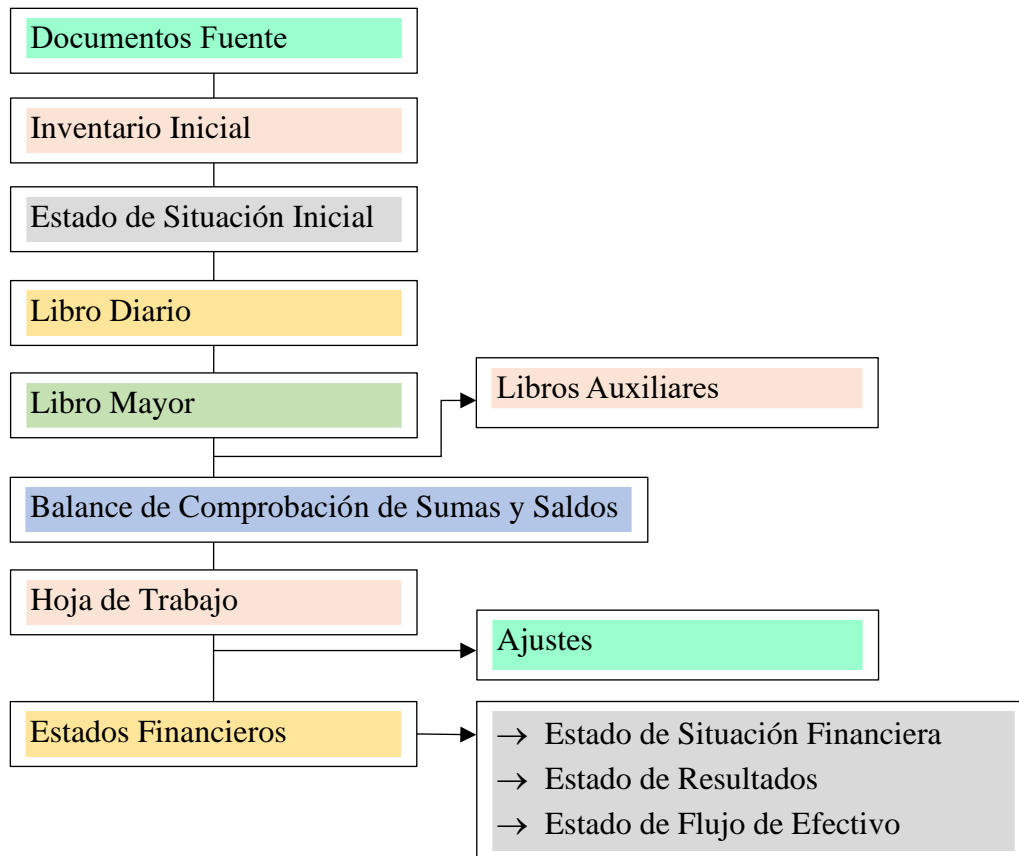 Documentos Fuente
Inventario Inicial
Estado de Situación Inicial
Libro Diario
Libro Mayor
Libros Auxiliares
Balance de Comprobación de Sumas y Saldos
Hoja de Trabajo
Ajustes
Estados Financieros
→ Estado de Situación Financiera
→ Estado de Resultados
→ Estado de Flujo de Efectivo